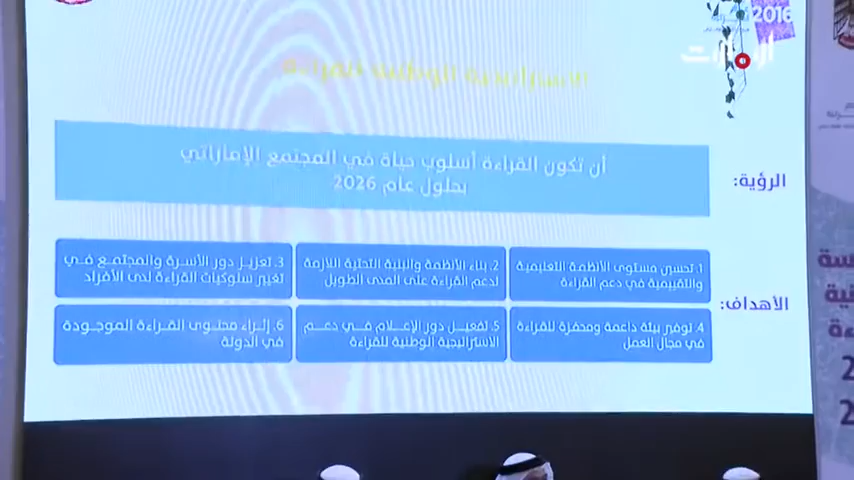 2016
الإمارات
الاستراتيجية الوطنية للقراءة
الرؤية:
أن تكون القراءة أسلوب حياة في المجتمع الإماراتي
بحلول عام 2026
الأهداف:
1. تحسين مستوى الأنظمة التعليمية
والتقييمية في دعم القراءة
2. بناء الأنظمة والبنية التحتية اللازمة
لدعم القراءة على المدى الطويل
3. تعزيز دور الأسرة والمجتمع في
تغيير سلوكيات القراءة لدى الأفراد
4. توفير بيئة داعمة ومحفزة للقراءة
في مجال العمل
5. تفعيل دور الإعلام في دعم
الاستراتيجية الوطنية للقراءة
6. إثراء محتوى القراءة الموجودة
في الدولة